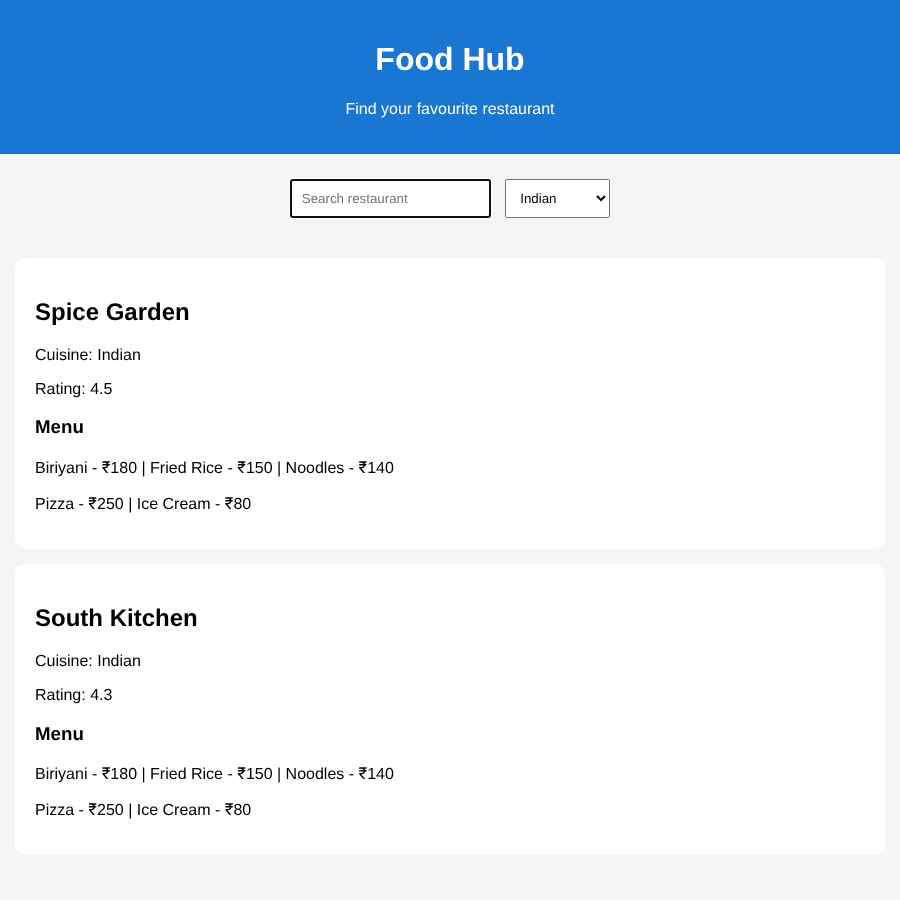 Food Hub
Find your favourite restaurant
Search restaurant
Indian
Spice Garden
Cuisine: Indian
Rating: 4.5
Menu
Biriyani - ₹180 | Fried Rice - ₹150 | Noodles - ₹140
Pizza - ₹250 | Ice Cream - ₹80
South Kitchen
Cuisine: Indian
Rating: 4.3
Menu
Biriyani - ₹180 | Fried Rice - ₹150 | Noodles - ₹140
Pizza - ₹250 | Ice Cream - ₹80